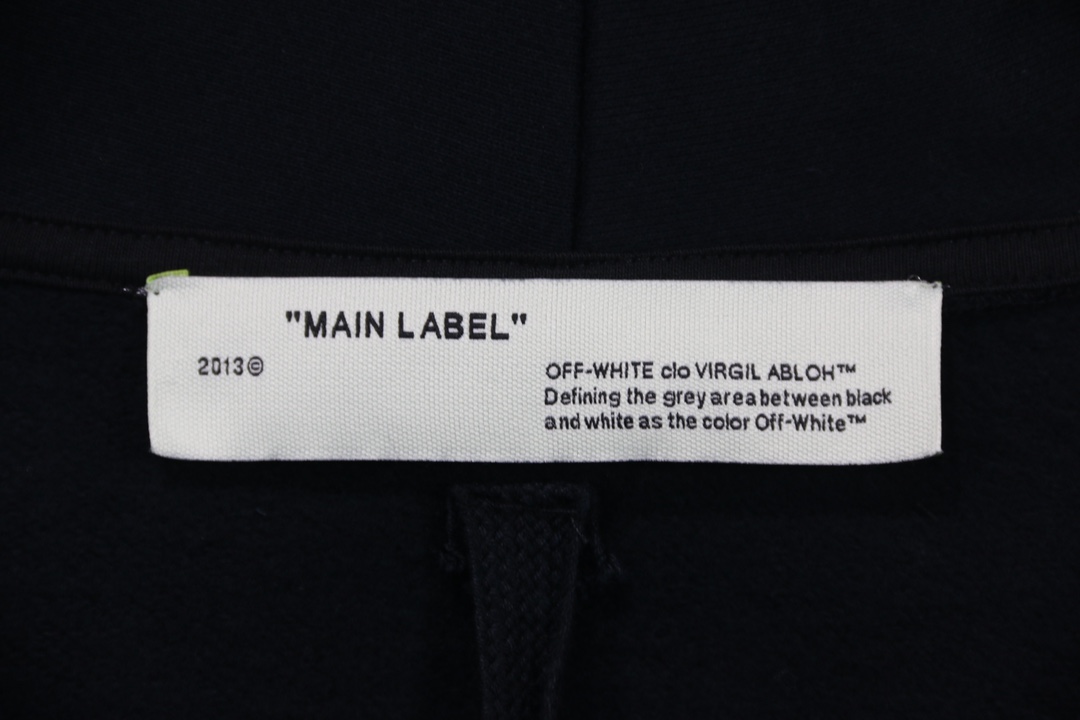 "MAIN LABEL"
2013©
OFF-WHITE c/o VIRGIL ABLOH™
Defining the grey area between black
and white as the color Off-White™